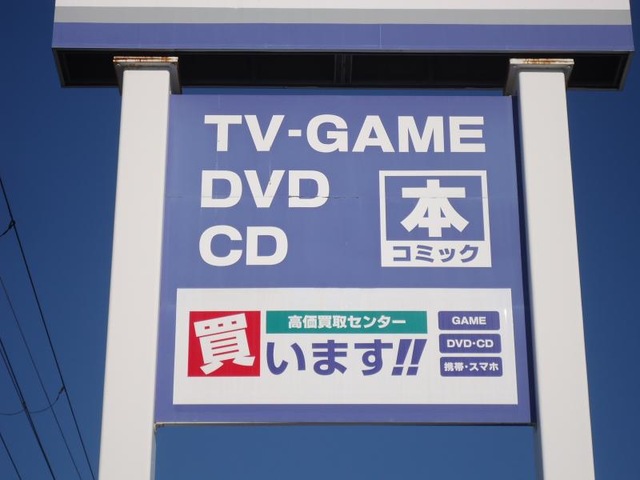 TV-GAME
DVD
CD
本
コミック
高価買取センター
買います!!
GAME
DVD・CD
携帯・スマホ